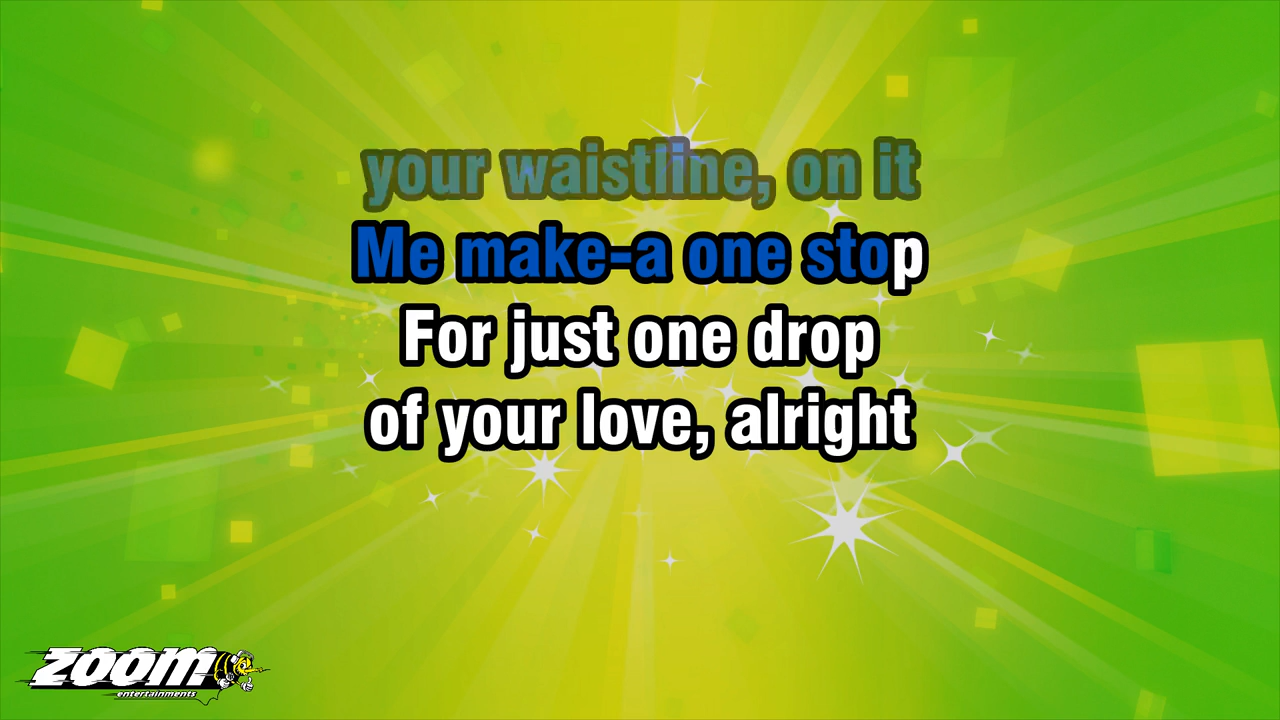 your waistline, on it
Me make-a one stop
For just one drop
of your love, alright
zoom
entertainments